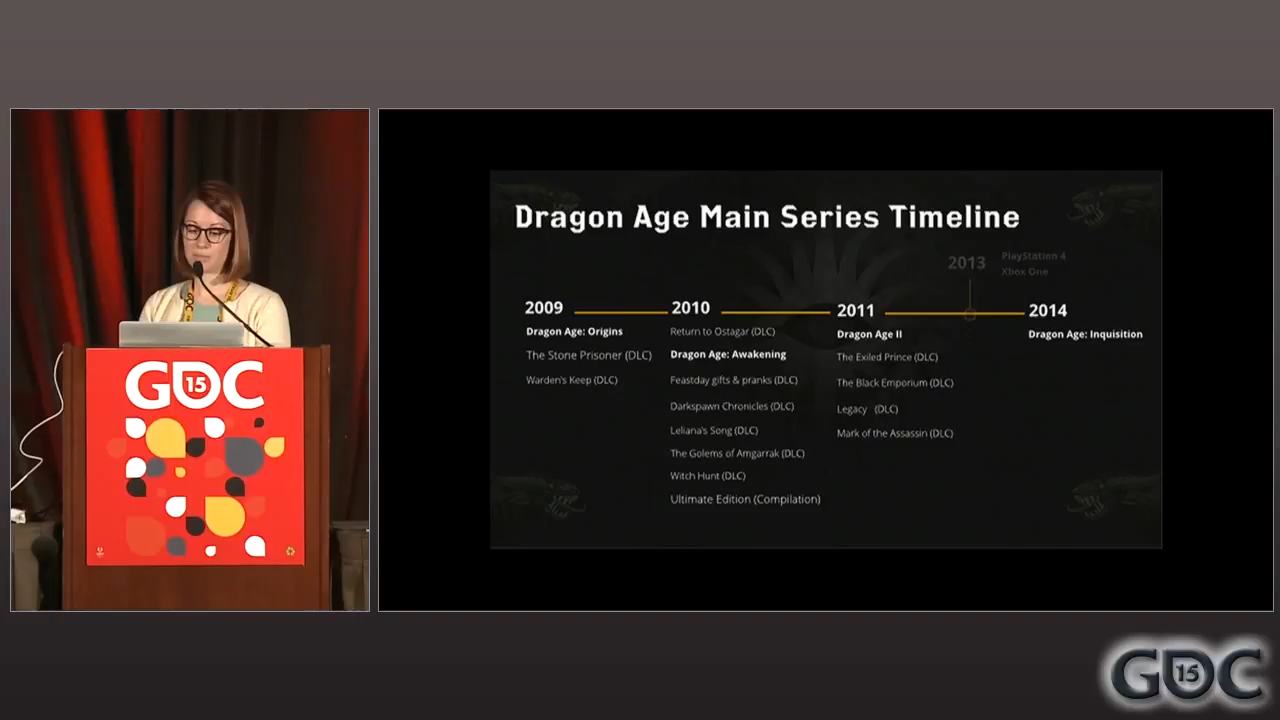 GDC
15
Dragon Age Main Series Timeline
2013
PlayStation 4
Xbox One
2009
Dragon Age: Origins
The Stone Prisoner (DLC)
Warden's Keep (DLC)
2010
Return to Ostagar (DLC)
Dragon Age: Awakening
Feastday gifts & pranks (DLC)
Darkspawn Chronicles (DLC)
Leliana's Song (DLC)
The Golems of Amgarrak (DLC)
Witch Hunt (DLC)
Ultimate Edition (Compilation)
2011
Dragon Age II
The Exiled Prince (DLC)
The Black Emporium (DLC)
Legacy (DLC)
Mark of the Assassin (DLC)
2014
Dragon Age: Inquisition
GDC
15